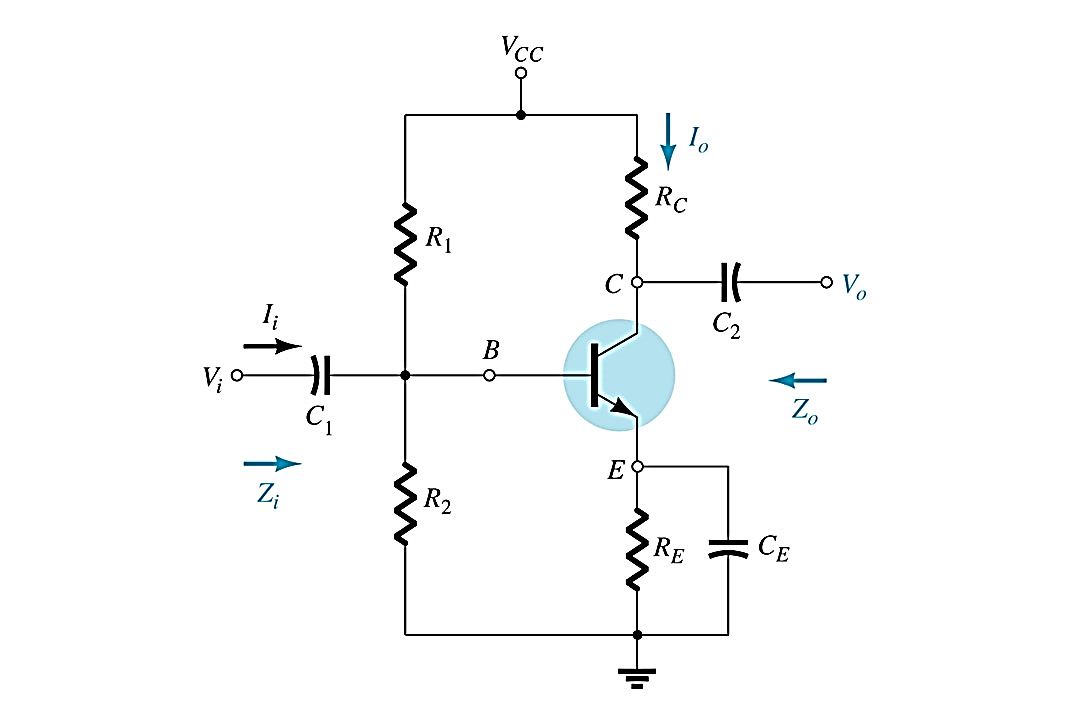 V_CC
I_o
R_C
R_1
C
V_o
C_2
I_i
B
V_i
C_1
Z_o
Z_i
E
R_2
R_E
C_E